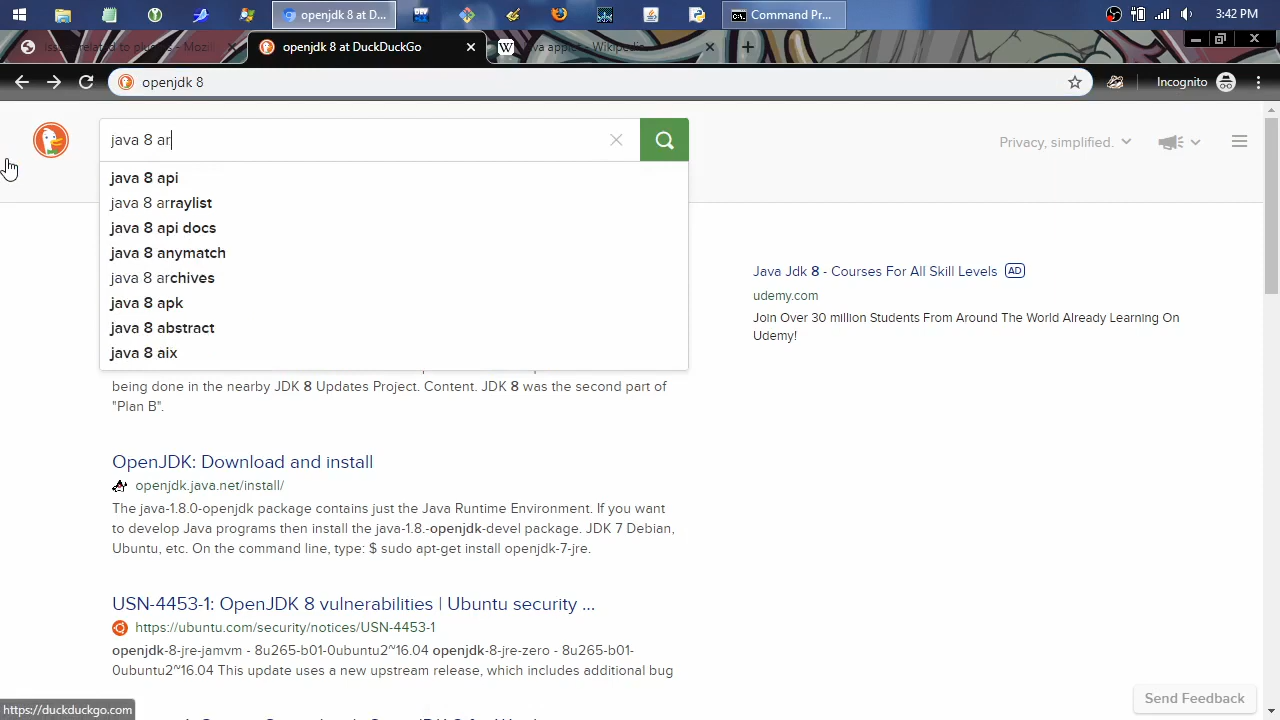 openjdk 8 at D...
Command Pr...
3:42 PM
openjdk 8 at DuckDuckGo
openjdk 8
Incognito
java 8 ar
Privacy, simplified.
java 8 api
java 8 arraylist
java 8 api docs
java 8 anymatch
java 8 archives
java 8 apk
java 8 abstract
java 8 aix
Java Jdk 8 - Courses For All Skill Levels AD
udemy.com
Join Over 30 million Students From Around The World Already Learning On
Udemy!
being done in the nearby JDK 8 Updates Project. Content. JDK 8 was the second part of
"Plan B".
OpenJDK: Download and install
openjdk.java.net/install/
The java-1.8.0-openjdk package contains just the Java Runtime Environment. If you want
to develop Java programs then install the java-1.8.-openjdk-devel package. JDK 7 Debian,
Ubuntu, etc. On the command line, type: $ sudo apt-get install openjdk-7-jre.
USN-4453-1: OpenJDK 8 vulnerabilities | Ubuntu security ...
https://ubuntu.com/security/notices/USN-4453-1
openjdk-8-jre-jamvm - 8u265-b01-0ubuntu2~16.04 openjdk-8-jre-zero - 8u265-b01-
0ubuntu2~16.04 This update uses a new upstream release, which includes additional bug
Send Feedback
https://duckduckgo.com